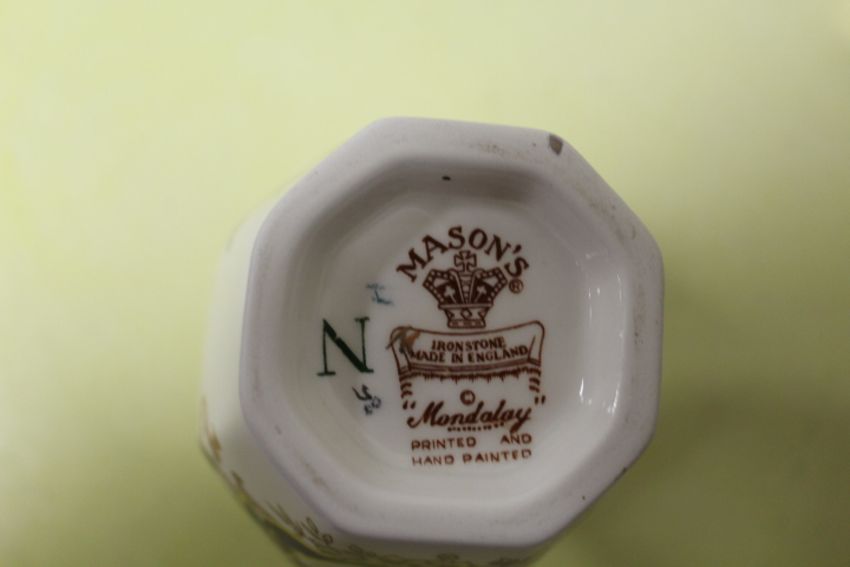 MASON'S ®
IRONSTONE
MADE IN ENGLAND
©
"Mandalay"
PRINTED AND
HAND PAINTED
N